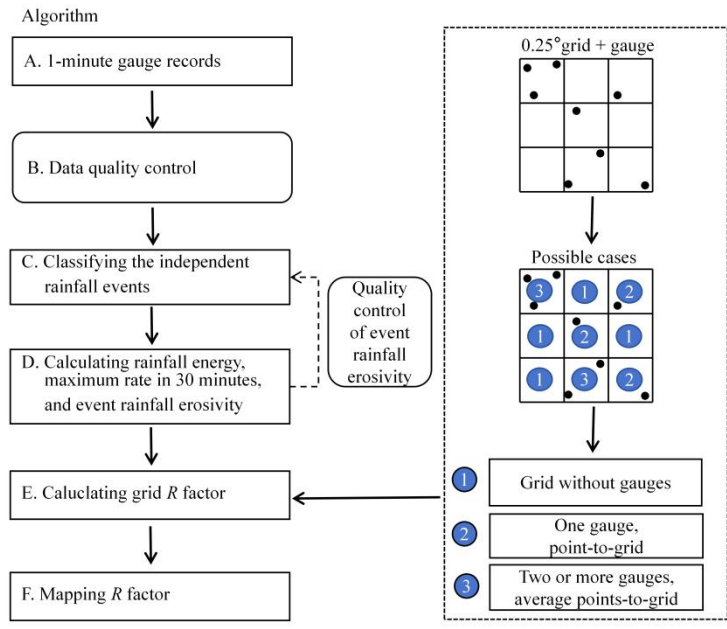 Algorithm
A. 1-minute gauge records
B. Data quality control
C. Classifying the independent
rainfall events
D. Calculating rainfall energy,
maximum rate in 30 minutes,
and event rainfall erosivity
Quality
control
of event
rainfall
erosivity
E. Caluclating grid R factor
F. Mapping R factor
0.25°grid + gauge
Possible cases
3 1 2
1 2 1
1 3 2
1 Grid without gauges
2 One gauge,
point-to-grid
3 Two or more gauges,
average points-to-grid